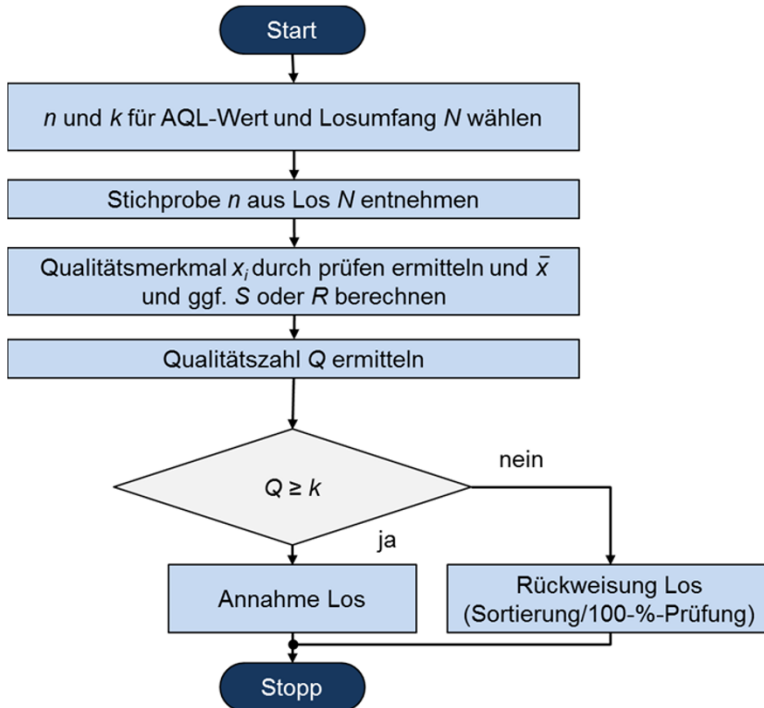 Start
n und k für AQL-Wert und Losumfang N wählen
Stichprobe n aus Los N entnehmen
Qualitätsmerkmal xᵢ durch prüfen ermitteln und x̄
und ggf. S oder R berechnen
Qualitätszahl Q ermitteln
Q ≥ k
nein
ja
Annahme Los
Rückweisung Los
(Sortierung/100-%-Prüfung)
Stopp